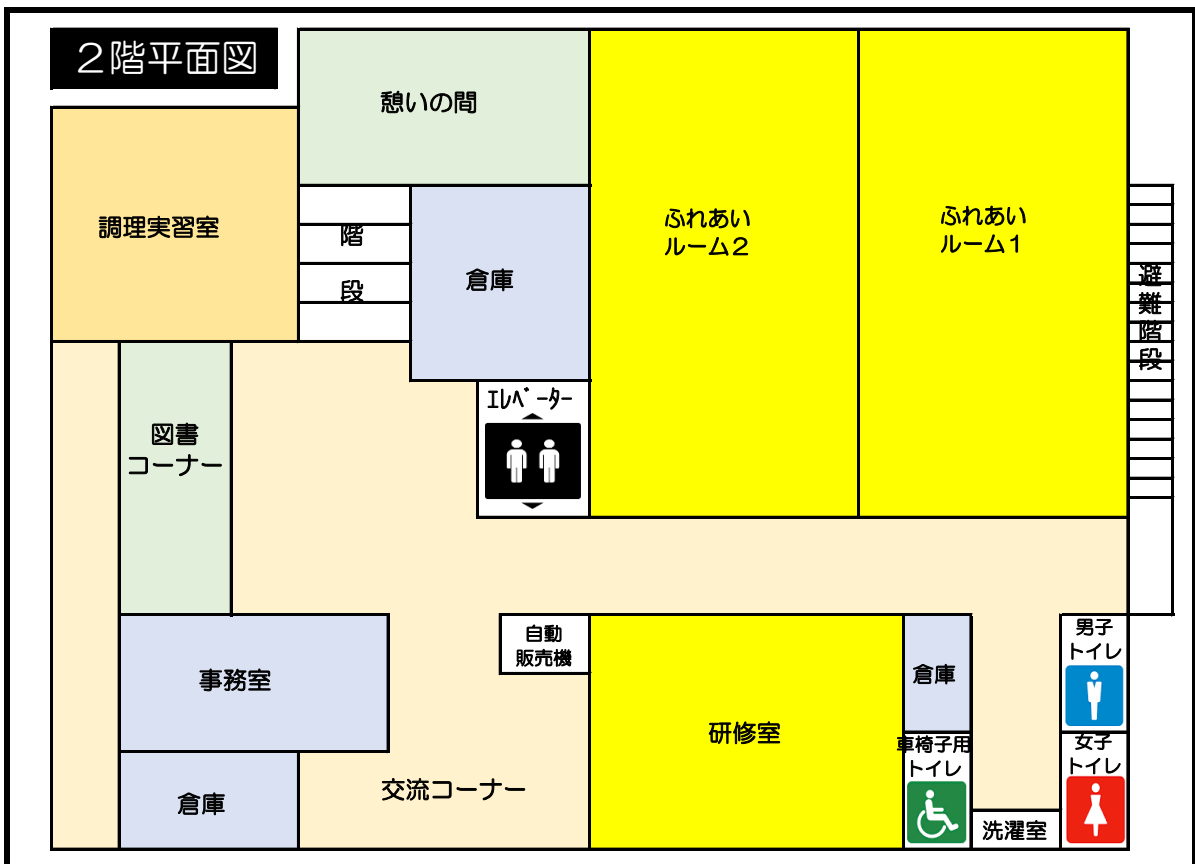 ２階平面図
憩いの間
調理実習室
階
段
倉庫
ふれあい
ルーム２
ふれあい
ルーム１
避
難
階
段
ｴﾚﾍﾞｰﾀｰ
図書
コーナー
自動
販売機
男子
トイレ
事務室
倉庫
研修室
車椅子用
トイレ
女子
トイレ
倉庫
交流コーナー
洗濯室